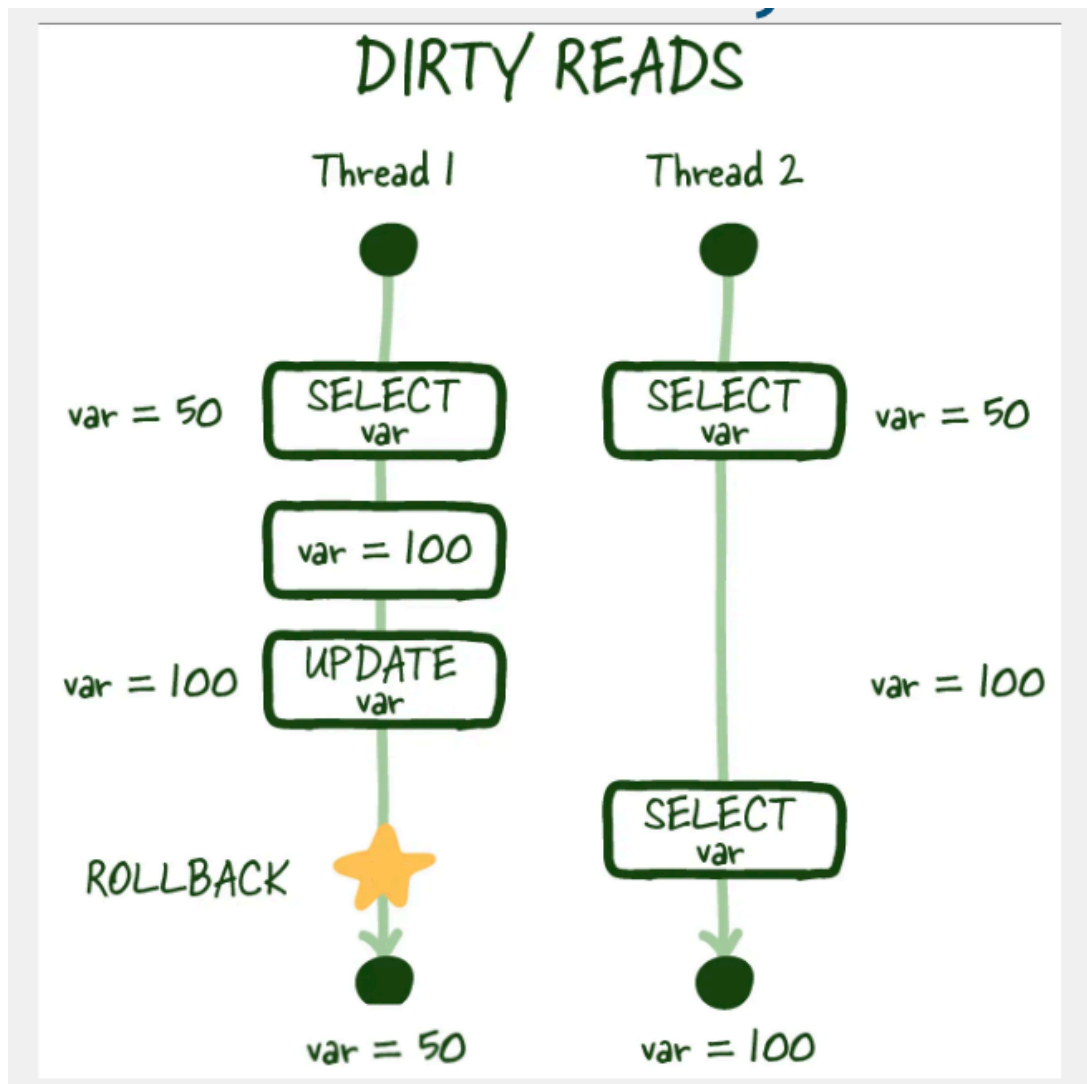 DIRTY READS
Thread 1
Thread 2
var = 50
SELECT
var
SELECT
var
var = 50
var = 100
var = 100
UPDATE
var
var = 100
SELECT
var
ROLLBACK
var = 50
var = 100